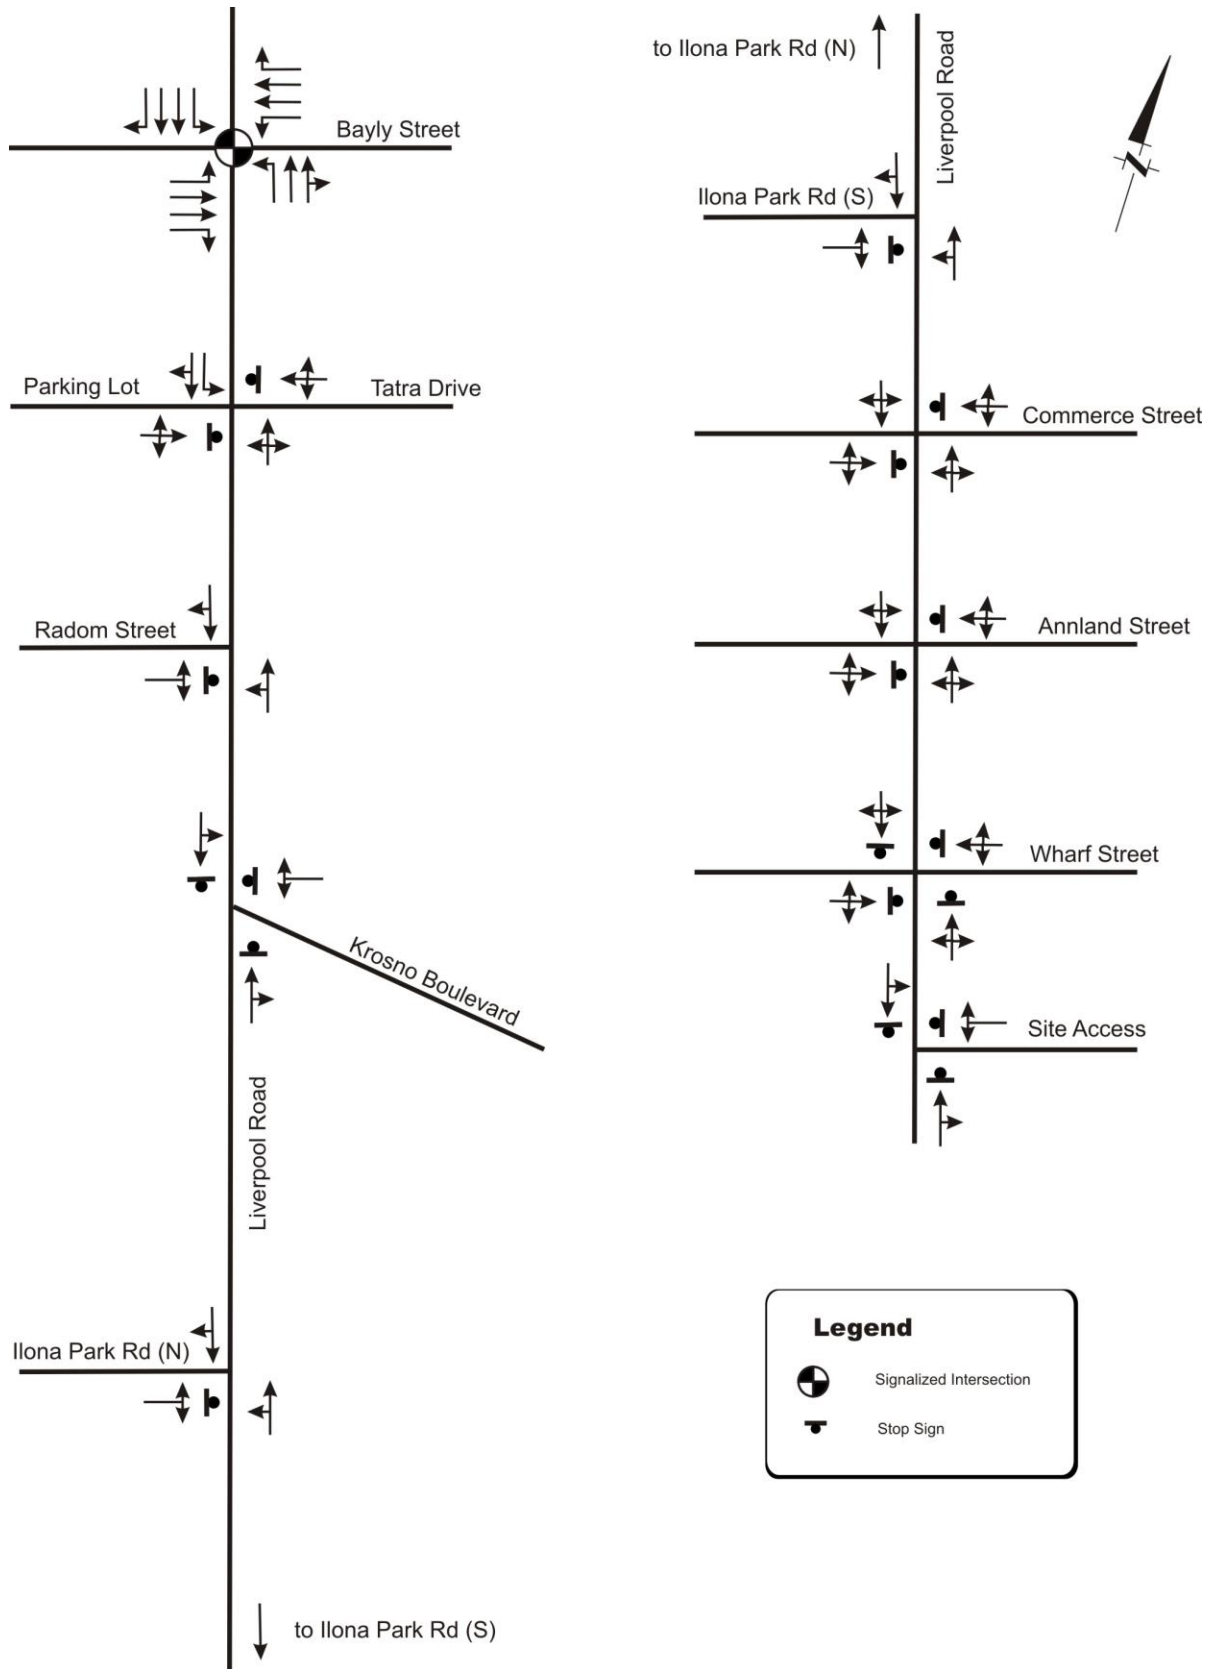 Bayly Street
Parking Lot
Tatra Drive
Radom Street
Krosno Boulevard
Liverpool Road
Ilona Park Rd (N)
to Ilona Park Rd (S)
to Ilona Park Rd (N)
Liverpool Road
N
Ilona Park Rd (S)
Commerce Street
Annland Street
Wharf Street
Site Access
Legend
Signalized Intersection
Stop Sign